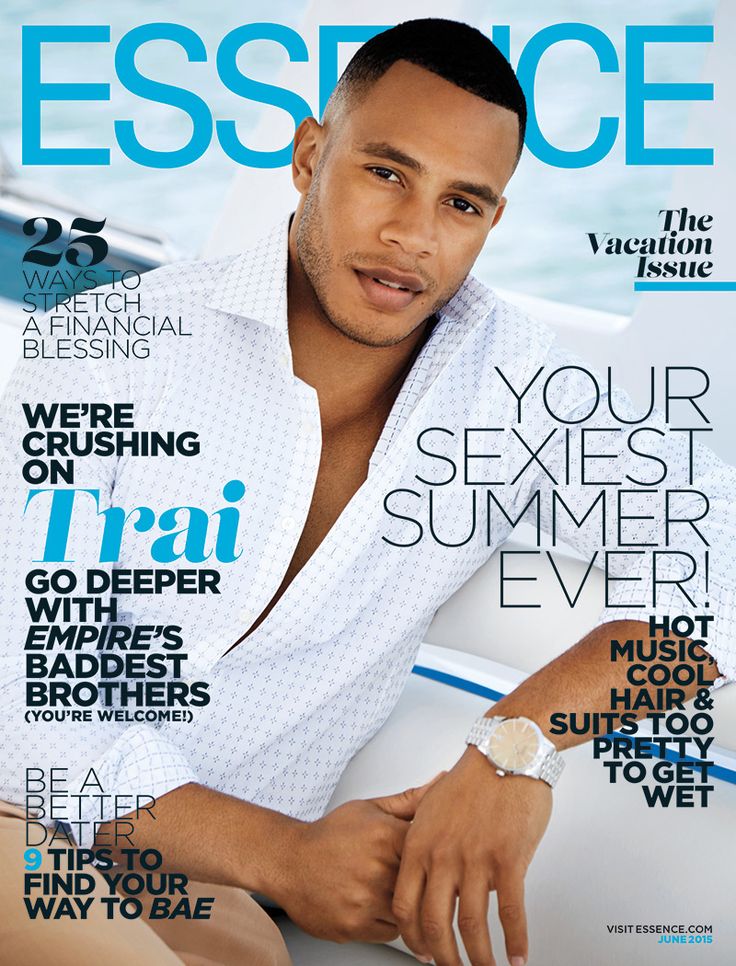 ESSENCE
The
Vacation
Issue
25
WAYS TO
STRETCH
A FINANCIAL
BLESSING
WE'RE
CRUSHING
ON
Trai
GO DEEPER
WITH
EMPIRE'S
BADDEST
BROTHERS
(YOU'RE WELCOME!)
YOUR
SEXIEST
SUMMER
EVER!
HOT
MUSIC,
COOL
HAIR &
SUITS TOO
PRETTY
TO GET
WET
BE A
BETTER
DATER
9 TIPS TO
FIND YOUR
WAY TO BAE
VISIT ESSENCE.COM
JUNE 2015